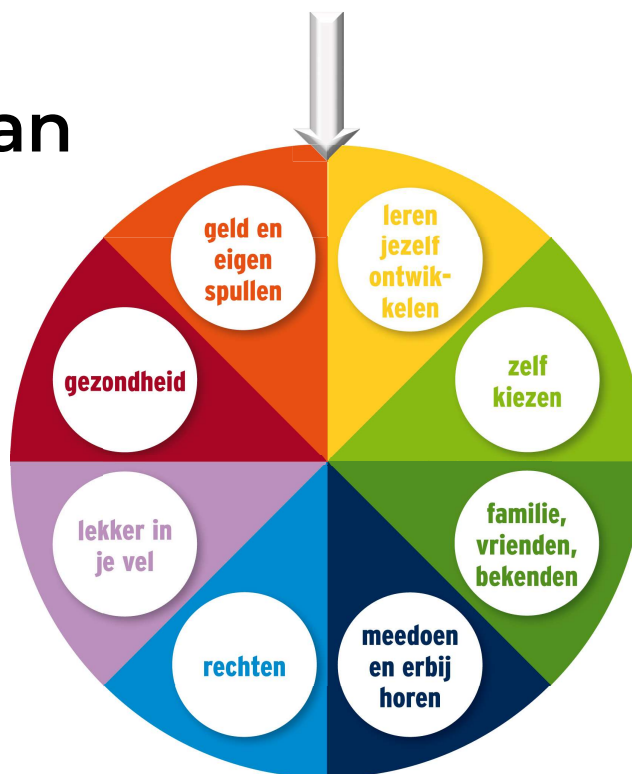 an
geld en
eigen
spullen
leren
jezelf
ontwik-
kelen
gezondheid
zelf
kiezen
lekker in
je vel
familie,
vrienden,
bekenden
rechten
meedoen
en erbij
horen